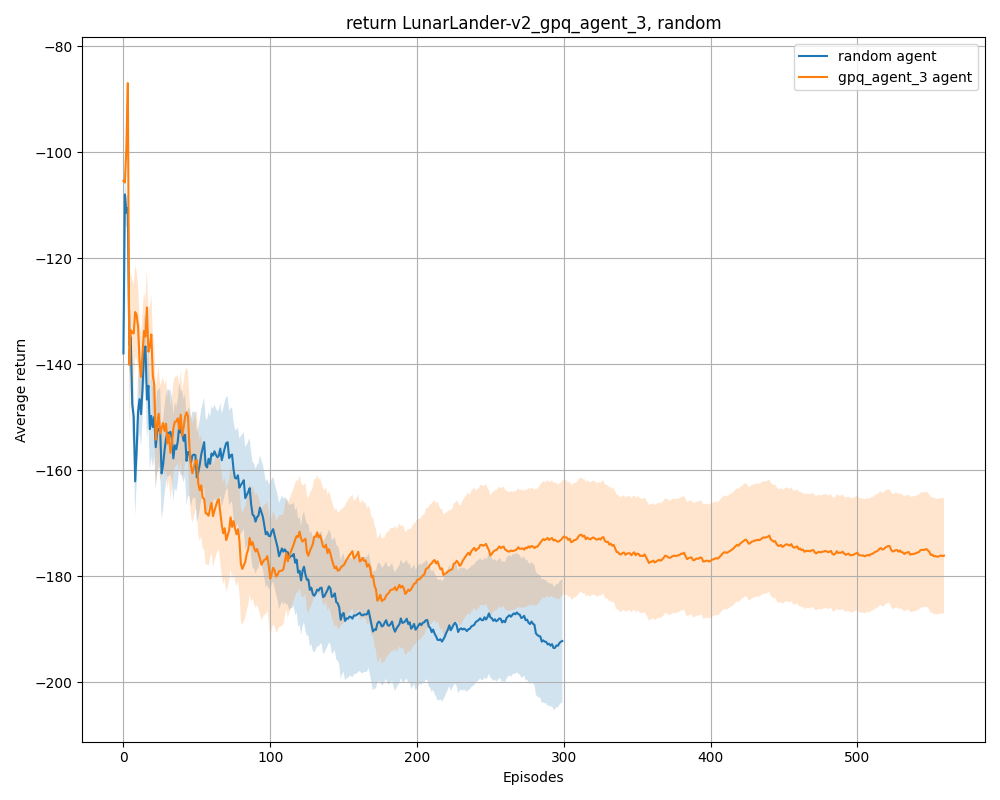 return LunarLander-v2_gpq_agent_3, random
random agent
gpq_agent_3 agent
Average return
−80
−100
−120
−140
−160
−180
−200
0 100 200 300 400 500
Episodes